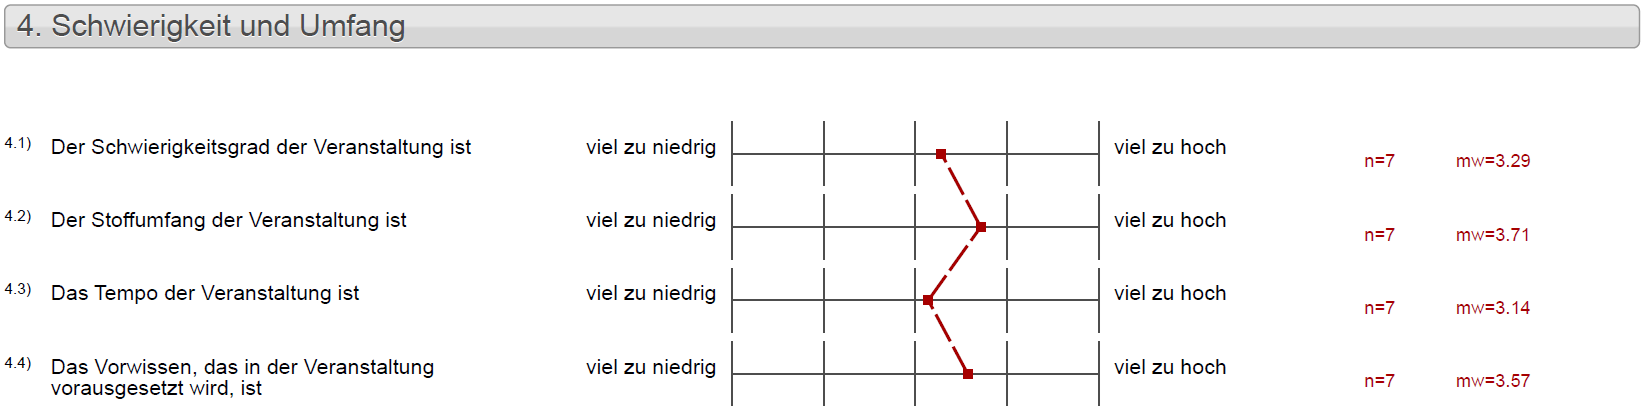 4. Schwierigkeit und Umfang
4.1) Der Schwierigkeitsgrad der Veranstaltung ist viel zu niedrig viel zu hoch n=7 mw=3.29
4.2) Der Stoffumfang der Veranstaltung ist viel zu niedrig viel zu hoch n=7 mw=3.71
4.3) Das Tempo der Veranstaltung ist viel zu niedrig viel zu hoch n=7 mw=3.14
4.4) Das Vorwissen, das in der Veranstaltung viel zu niedrig viel zu hoch n=7 mw=3.57
vorausgesetzt wird, ist